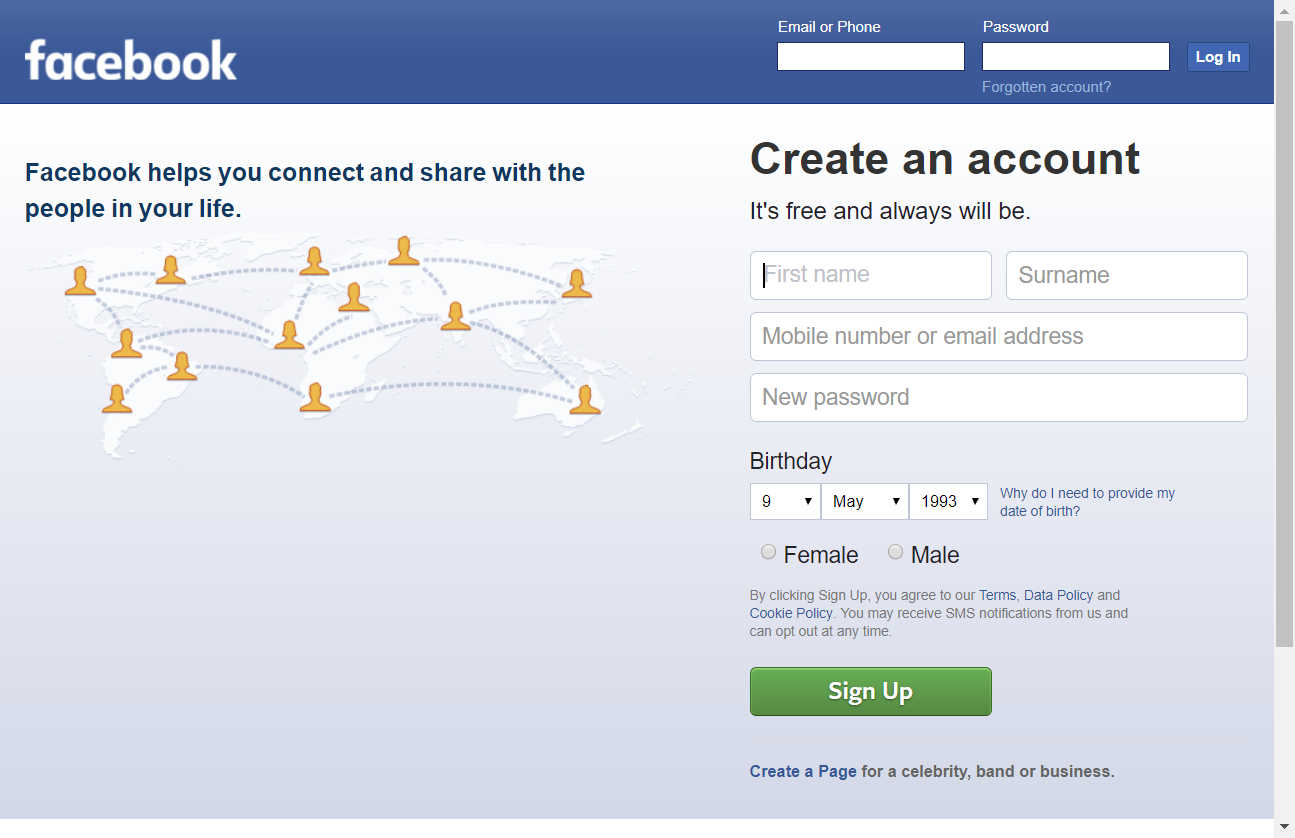 facebook
Email or Phone
Password
Log In
Forgotten account?
Facebook helps you connect and share with the
people in your life.
Create an account
It's free and always will be.
First name
Surname
Mobile number or email address
New password
Birthday
9
May
1993
Why do I need to provide my
date of birth?
Female
Male
By clicking Sign Up, you agree to our Terms, Data Policy and
Cookie Policy. You may receive SMS notifications from us and
can opt out at any time.
Sign Up
Create a Page for a celebrity, band or business.